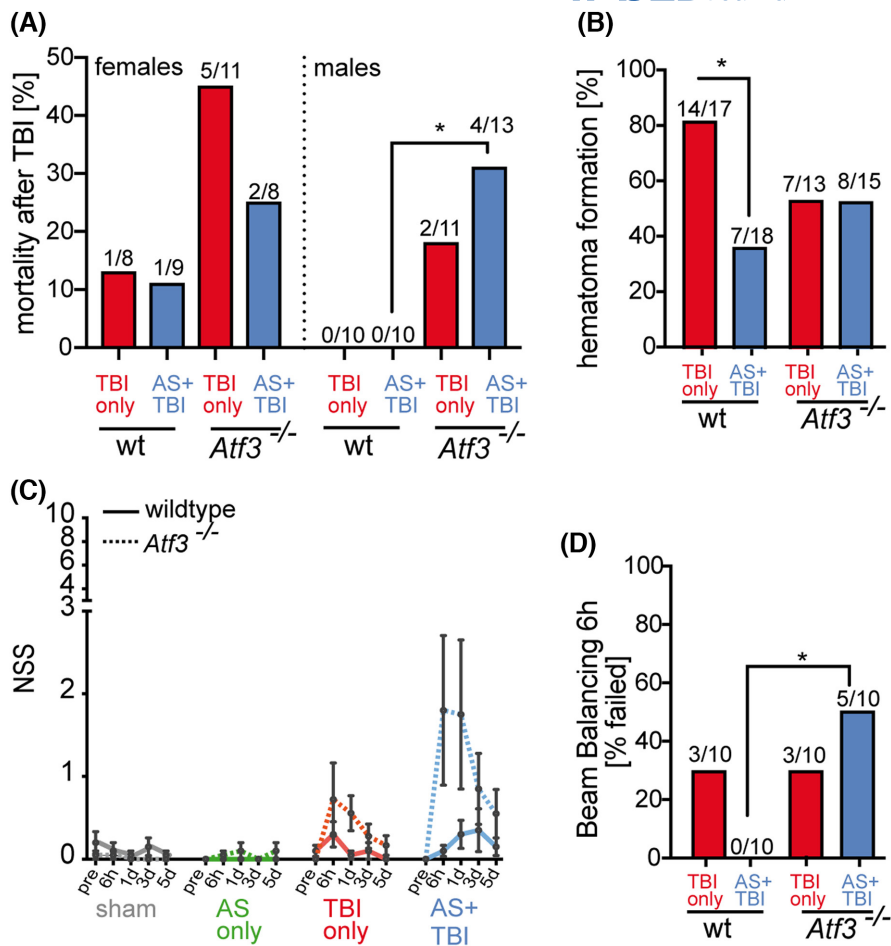 (A)
mortality after TBI [%]
50
40
30
20
10
0
females
males
1/8
1/9
5/11
2/8
0/10
0/10
2/11
4/13
*
TBI only
AS+ TBI
TBI only
AS+ TBI
TBI only
AS+ TBI
TBI only
AS+ TBI
wt
Atf3 -/-
wt
Atf3 -/-
(B)
hematoma formation [%]
100
80
60
40
20
0
14/17
*
7/18
7/13
8/15
TBI only
AS+ TBI
TBI only
AS+ TBI
wt
Atf3 -/-
(C)
NSS
10
8
6
4
3
2
1
0
wildtype
Atf3 -/-
pre
6h
1d
3d
5d
pre
6h
1d
3d
5d
pre
6h
1d
3d
5d
pre
6h
1d
3d
5d
sham
AS only
TBI only
AS+ TBI
(D)
Beam Balancing 6h
[% failed]
100
80
60
40
20
0
3/10
0/10
3/10
5/10
*
TBI only
AS+ TBI
TBI only
AS+ TBI
wt
Atf3 -/-